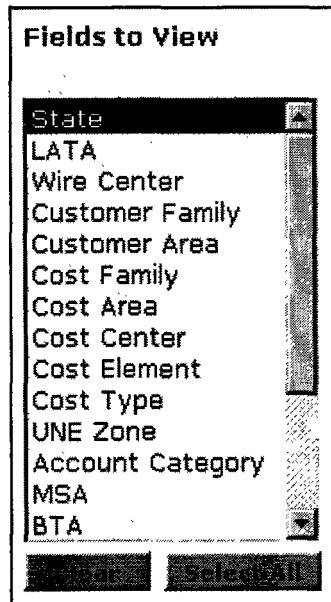 Fields to View
State
LATA
Wire Center
Customer Family
Customer Area
Cost Family
Cost Area
Cost Center
Cost Element
Cost Type
UNE Zone
Account Category
MSA
BTA
Clear Select All